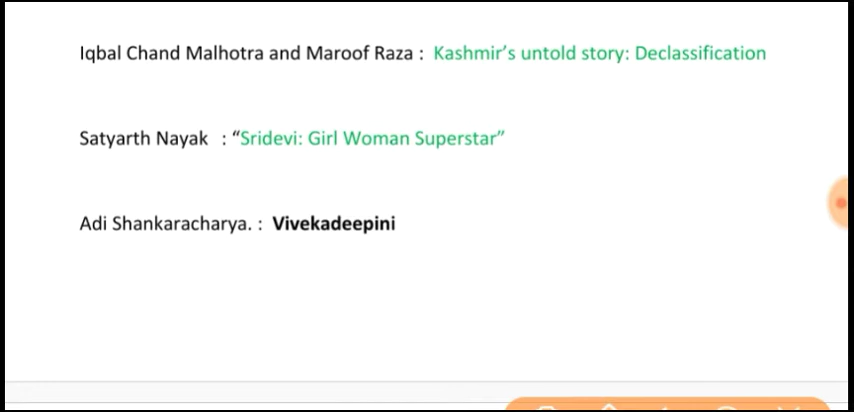 Iqbal Chand Malhotra and Maroof Raza : Kashmir’s untold story: Declassification
Satyarth Nayak : “Sridevi: Girl Woman Superstar”
Adi Shankaracharya. : Vivekadeepini